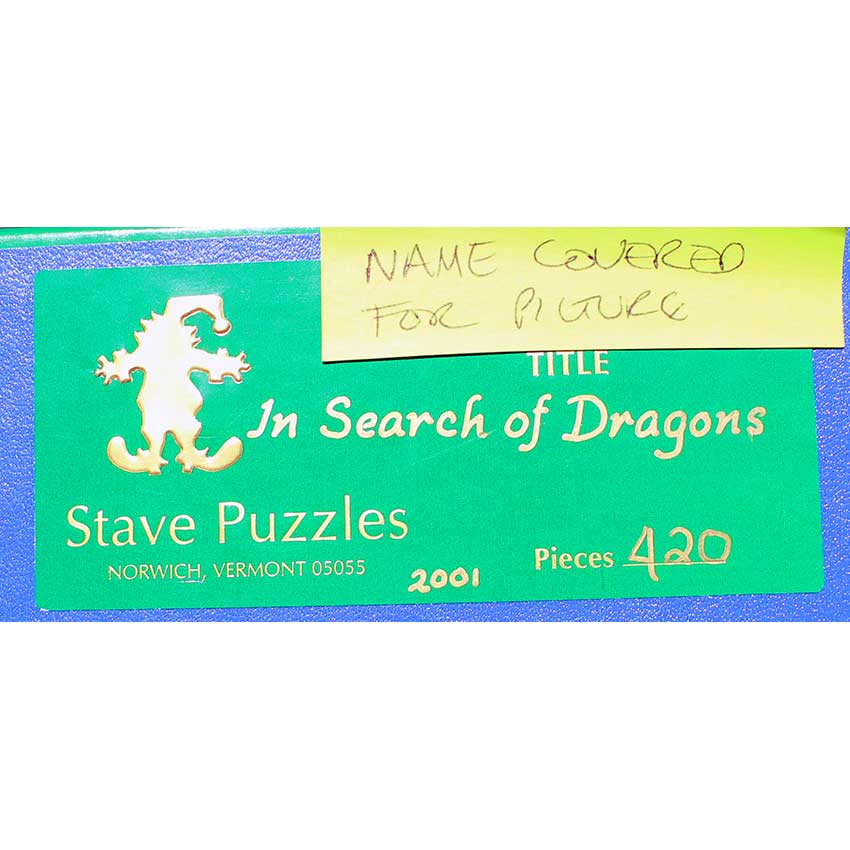 NAME COVERED
FOR PICTURE
TITLE
In Search of Dragons
Stave Puzzles
NORWICH, VERMONT 05055
2001
Pieces 420